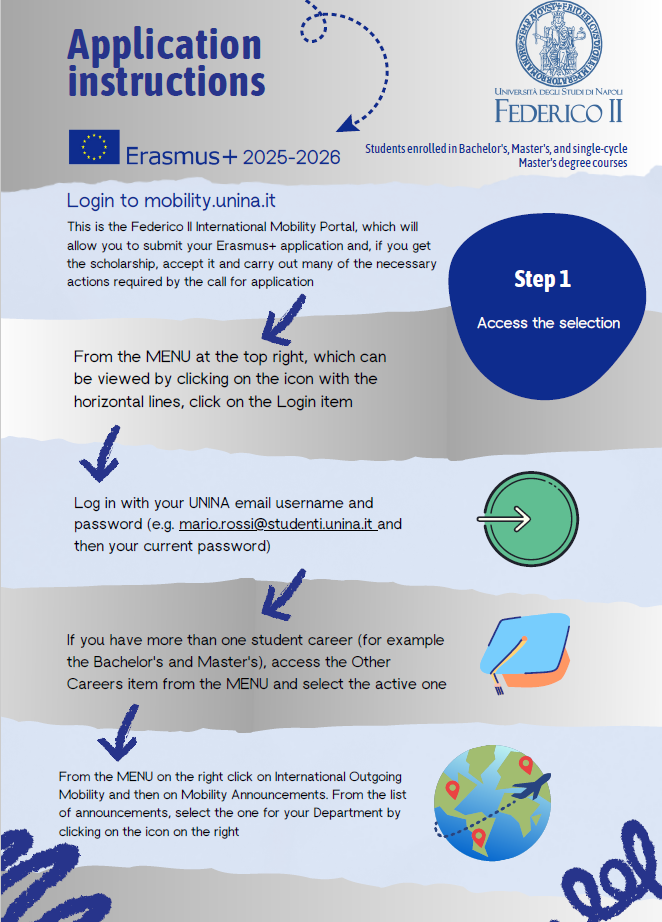 Application
instructions
UNIVERSITÀ DEGLI STUDI DI NAPOLI
FEDERICO II
Erasmus+ 2025-2026
Students enrolled in Bachelor's, Master's, and single-cycle
Master's degree courses
Login to mobility.unina.it
This is the Federico II International Mobility Portal, which will
allow you to submit your Erasmus+ application and, if you get
the scholarship, accept it and carry out many of the necessary
actions required by the call for application
Step 1
Access the selection
From the MENU at the top right, which can
be viewed by clicking on the icon with the
horizontal lines, click on the Login item
Log in with your UNINA email username and
password (e.g. mario.rossi@studenti.unina.it and
then your current password)
If you have more than one student career (for example
the Bachelor's and Master's), access the Other
Careers item from the MENU and select the active one
From the MENU on the right click on International Outgoing
Mobility and then on Mobility Announcements. From the list
of announcements, select the one for your Department by
clicking on the icon on the right